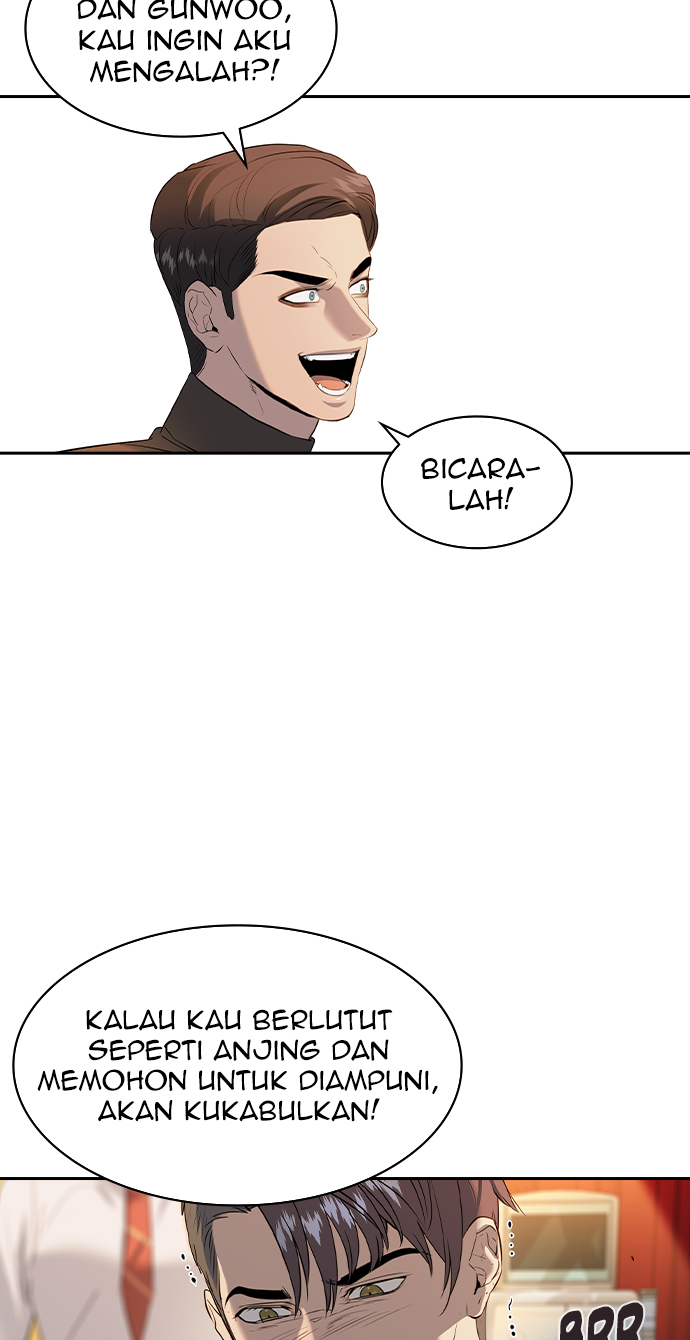 DAN GUNWOO,
KAU INGIN AKU
MENGALAH?!
BICARA-
LAH!
KALAU KAU BERLUTUT
SEPERTI ANJING DAN
MEMOHON UNTUK DIAMPUNI,
AKAN KUKABULKAN!